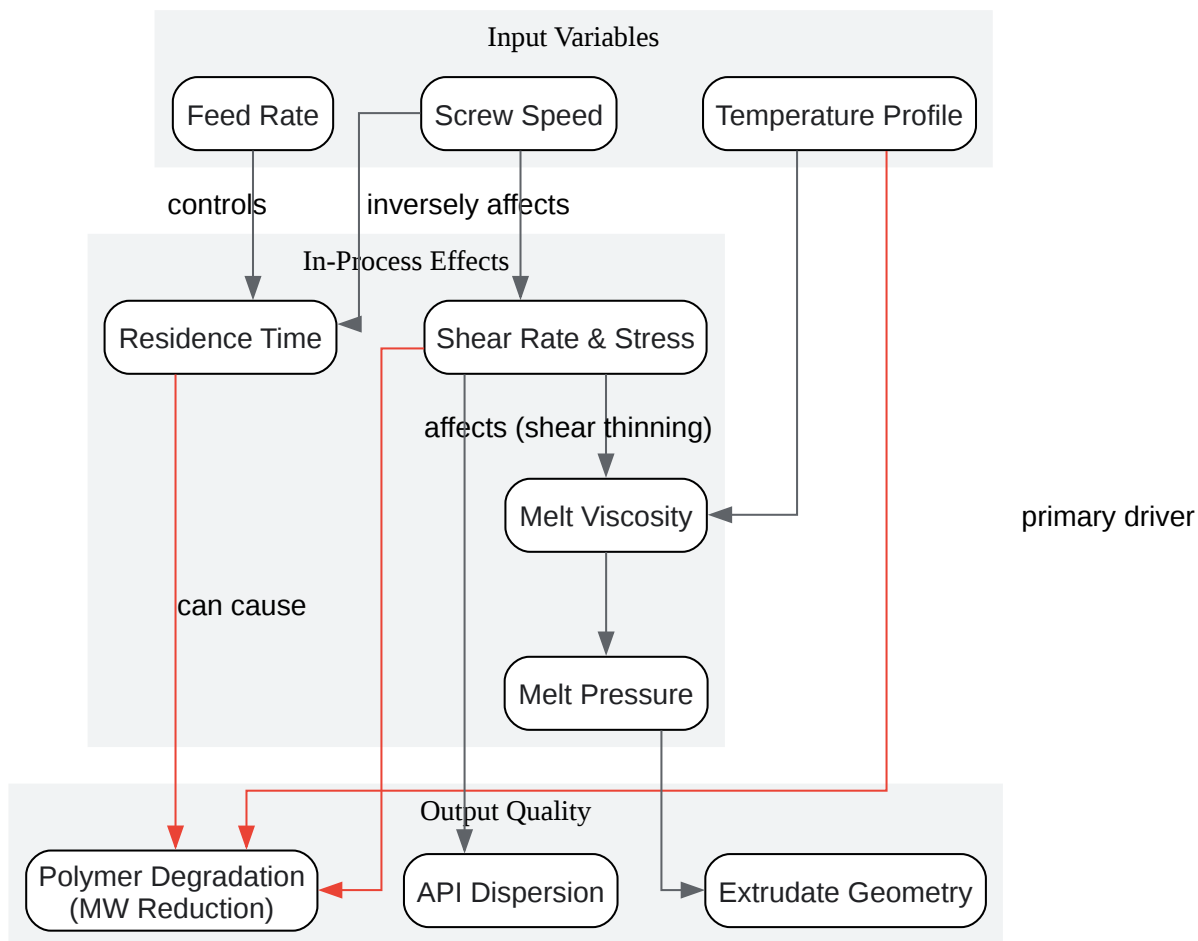 Input Variables
Feed Rate
Screw Speed
Temperature Profile
controls
inversely affects
In-Process Effects
Residence Time
Shear Rate & Stress
affects (shear thinning)
Melt Viscosity
primary driver
can cause
Melt Pressure
Output Quality
Polymer Degradation
(MW Reduction)
API Dispersion
Extrudate Geometry